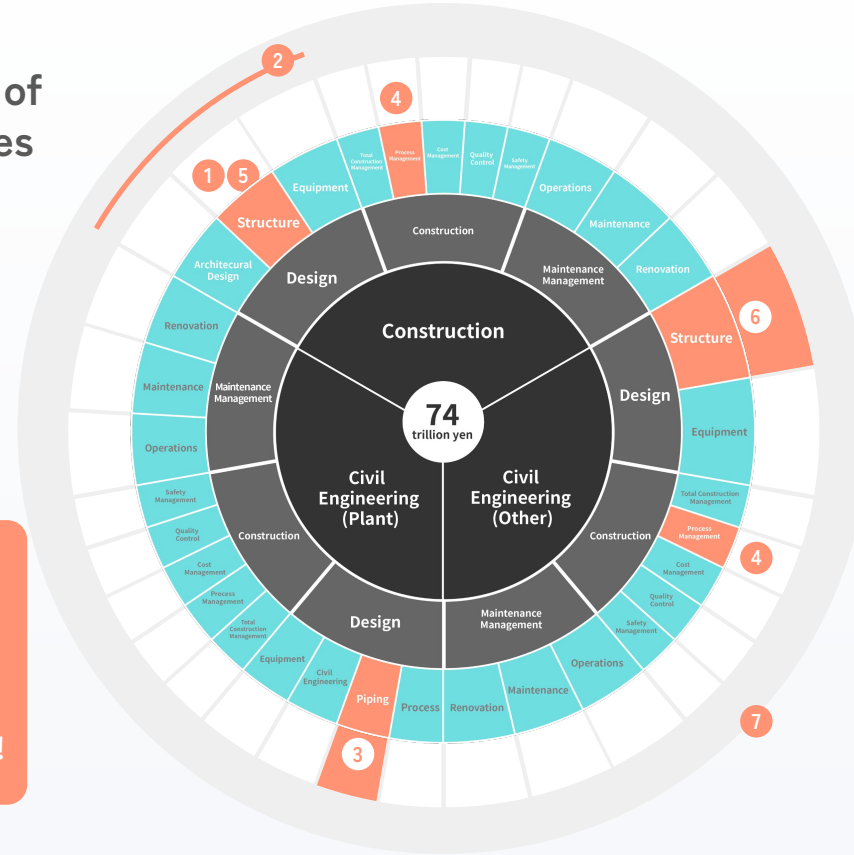 of
es
2
4
1
5
Total
Construction
Management
Process
Management
Cost
Management
Quality
Control
Safety
Management
Equipment
Operations
Structure
Maintenance
Architecural
Design
Renovation
Construction
Design
Maintenance
Management
Structure
6
Renovation
Construction
Maintenance
Maintenance
Management
Design
74
trillion yen
Equipment
Operations
Civil
Engineering
(Plant)
Civil
Engineering
(Other)
Safety
Management
Total Construction
Management
Quality
Control
Construction
Construction
Process
Management
4
Cost
Management
Cost
Management
Process
Management
Quality
Control
Total
Construction
Management
Design
Maintenance
Management
Safety
Management
Equipment
Civil
Engineering
Operations
Piping
Process
Renovation
Maintenance
7
3
!